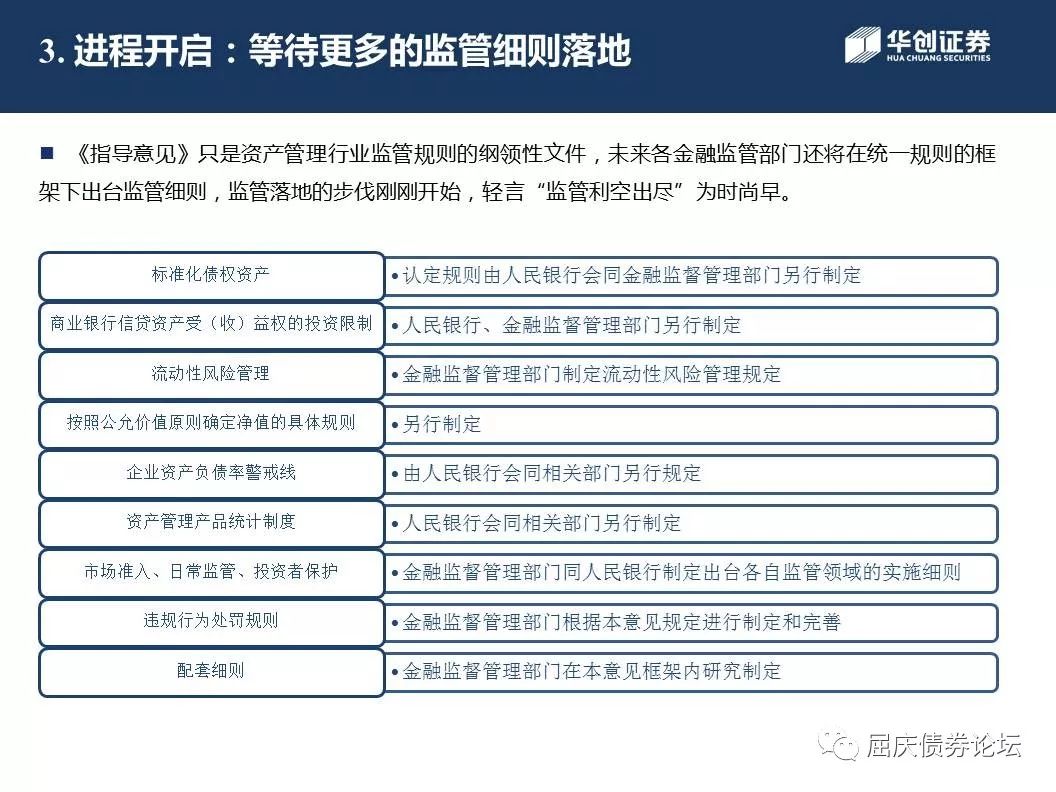 3. 进程开启：等待更多的监管细则落地
华创证券
HUA CHUANG SECURITIES
《指导意见》只是资产管理行业监管规则的纲领性文件，未来各金融监管部门还将在统一规则的框
架下出台监管细则，监管落地的步伐刚刚开始，轻言“监管利空出尽”为时尚早。
标准化债权资产
•认定规则由人民银行会同金融监督管理部门另行制定
商业银行信贷资产受（收）益权的投资限制
•人民银行、金融监督管理部门另行制定
流动性风险管理
•金融监督管理部门制定流动性风险管理规定
按照公允价值原则确定净值的具体规则
•另行制定
企业资产负债率警戒线
•由人民银行会同相关部门另行规定
资产管理产品统计制度
•人民银行会同相关部门另行制定
市场准入、日常监管、投资者保护
•金融监督管理部门同人民银行制定出台各自监管领域的实施细则
违规行为处罚规则
•金融监督管理部门根据本意见规定进行制定和完善
配套细则
•金融监督管理部门在本意见框架内研究制定
屈庆债券论坛